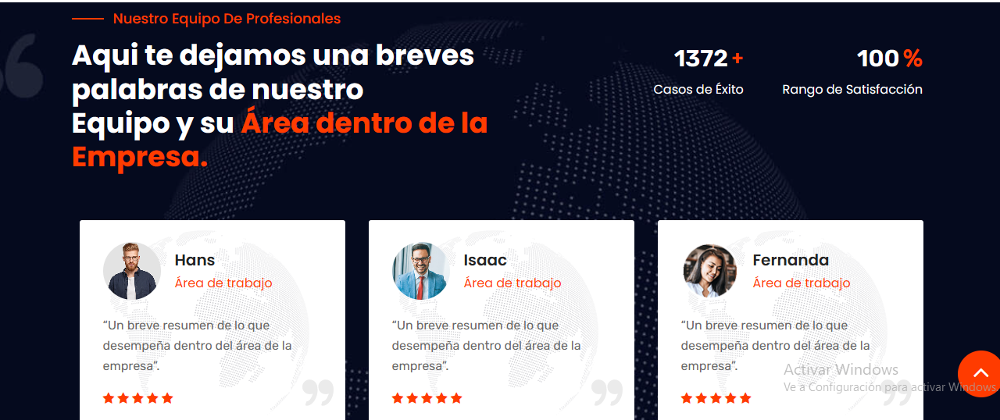 Nuestro Equipo De Profesionales
Aqui te dejamos una breves
palabras de nuestro
Equipo y su Área dentro de la
Empresa.
1372 +
Casos de Éxito
100 %
Rango de Satisfacción
Hans
Área de trabajo
“Un breve resumen de lo que
desempeña dentro del área de la
empresa”.
Isaac
Área de trabajo
“Un breve resumen de lo que
desempeña dentro del área de la
empresa”.
Fernanda
Área de trabajo
“Un breve resumen de lo que
desempeña dentro del área de la
empresa”.
Activar Windows
Ve a Configuración para activar Windows.